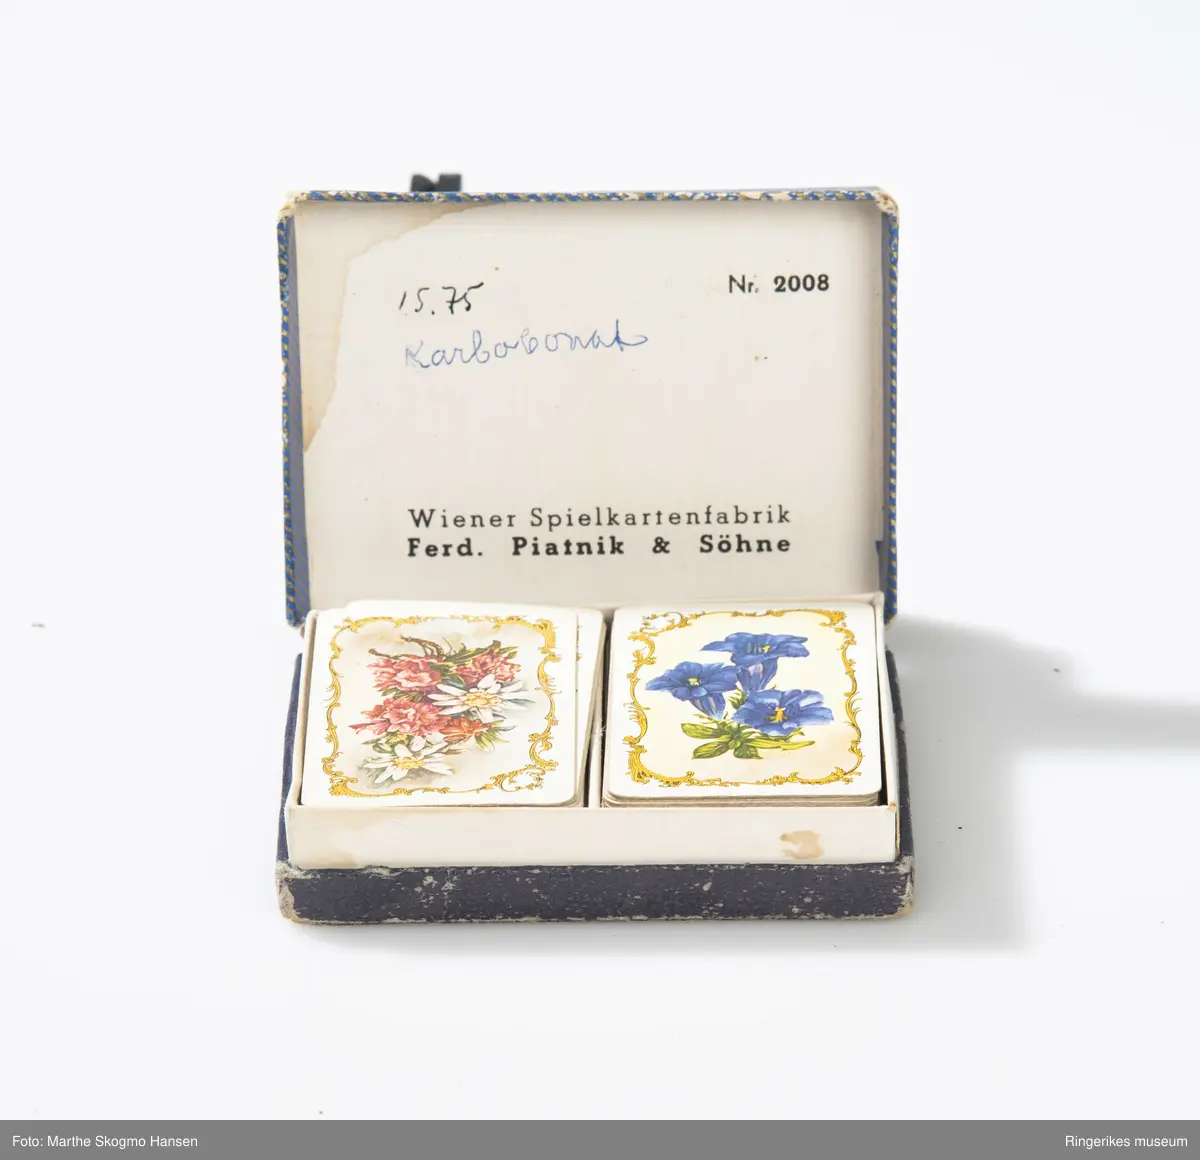 15.75
Nr. 2008
Karbobonat
Wiener Spielkartenfabrik
Ferd. Piatnik & Söhne
Foto: Marthe Skogmo Hansen
Ringerikes museum